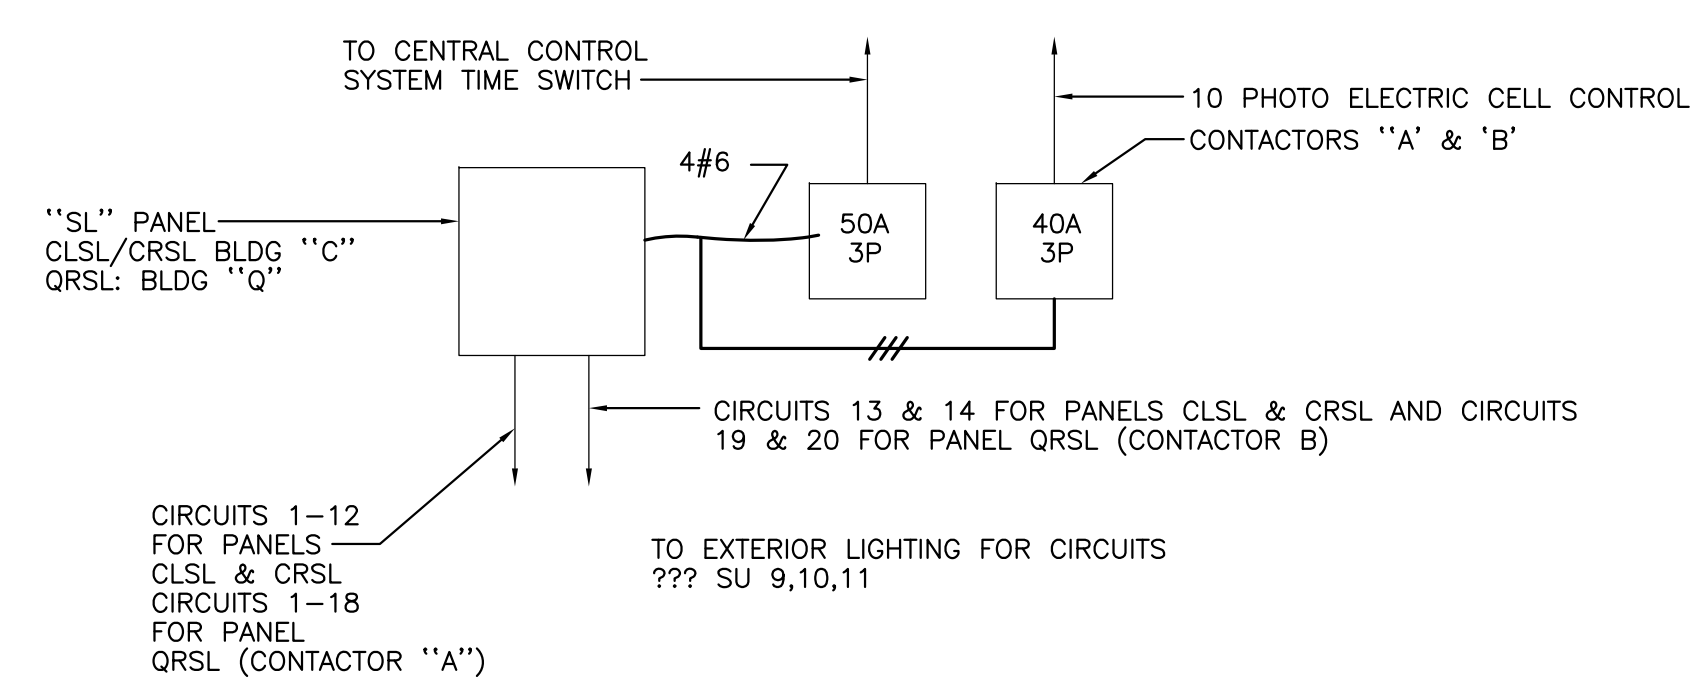 TO CENTRAL CONTROL
SYSTEM TIME SWITCH
10 PHOTO ELECTRIC CELL CONTROL
CONTACTORS ‘‘A’ & ‘B’
4#6
‘‘SL’’ PANEL
CLSL/CRSL BLDG ‘‘C’’
QRSL: BLDG ‘‘Q’’
50A
3P
40A
3P
CIRCUITS 13 & 14 FOR PANELS CLSL & CRSL AND CIRCUITS
19 & 20 FOR PANEL QRSL (CONTACTOR B)
CIRCUITS 1–12
FOR PANELS
CLSL & CRSL
CIRCUITS 1–18
FOR PANEL
QRSL (CONTACTOR ‘‘A’’)
TO EXTERIOR LIGHTING FOR CIRCUITS
??? SU 9,10,11